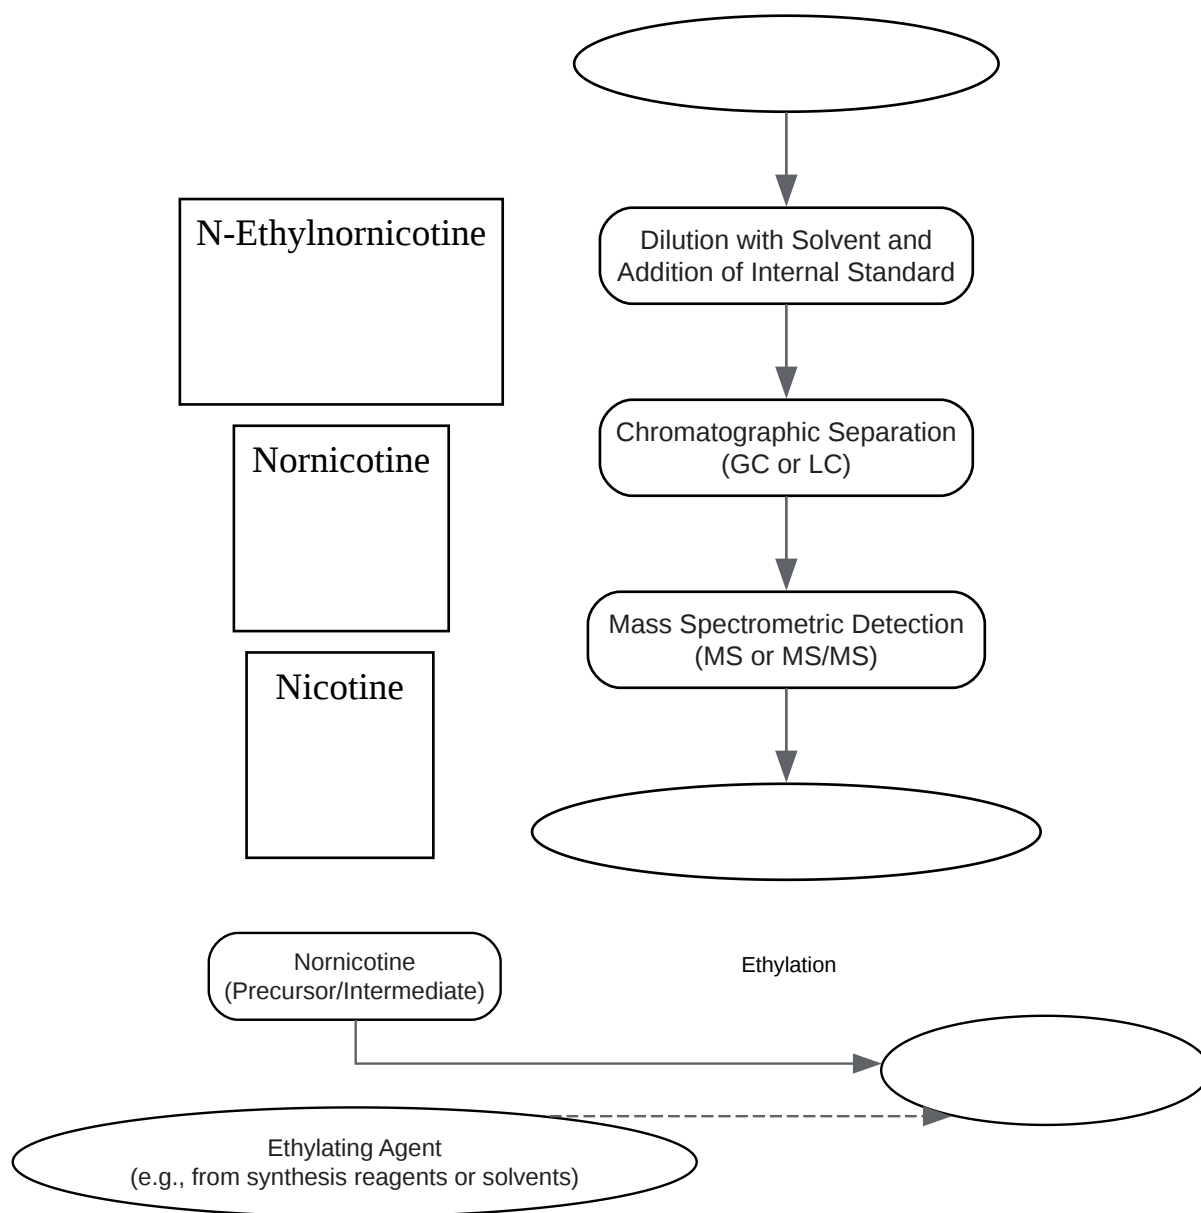 N-Ethylnornicotine
Nornicotine
Nicotine
Dilution with Solvent and
Addition of Internal Standard
Chromatographic Separation
(GC or LC)
Mass Spectrometric Detection
(MS or MS/MS)
Nornicotine
(Precursor/Intermediate)
Ethylation
Ethylating Agent
(e.g., from synthesis reagents or solvents)